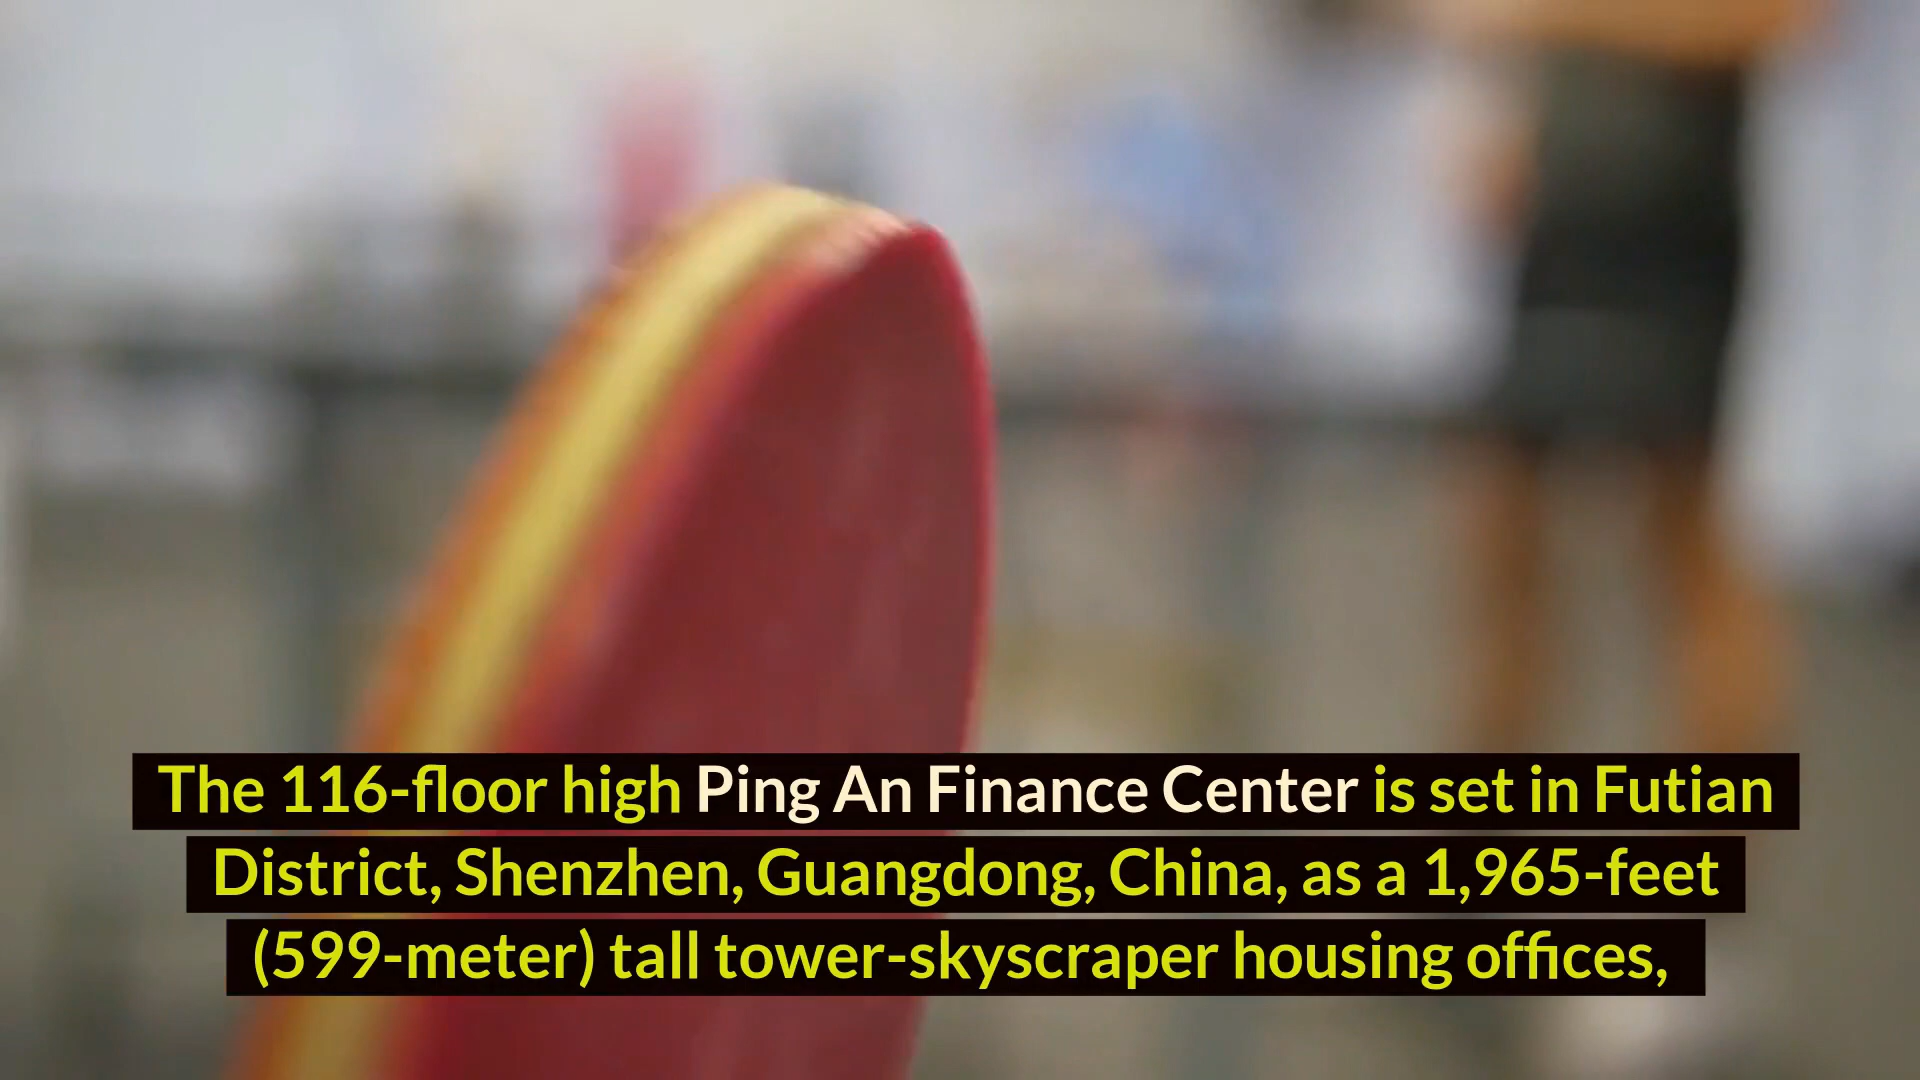 The 116-floor high Ping An Finance Center is set in Futian
District, Shenzhen, Guangdong, China, as a 1,965-feet
(599-meter) tall tower-skyscraper housing offices,